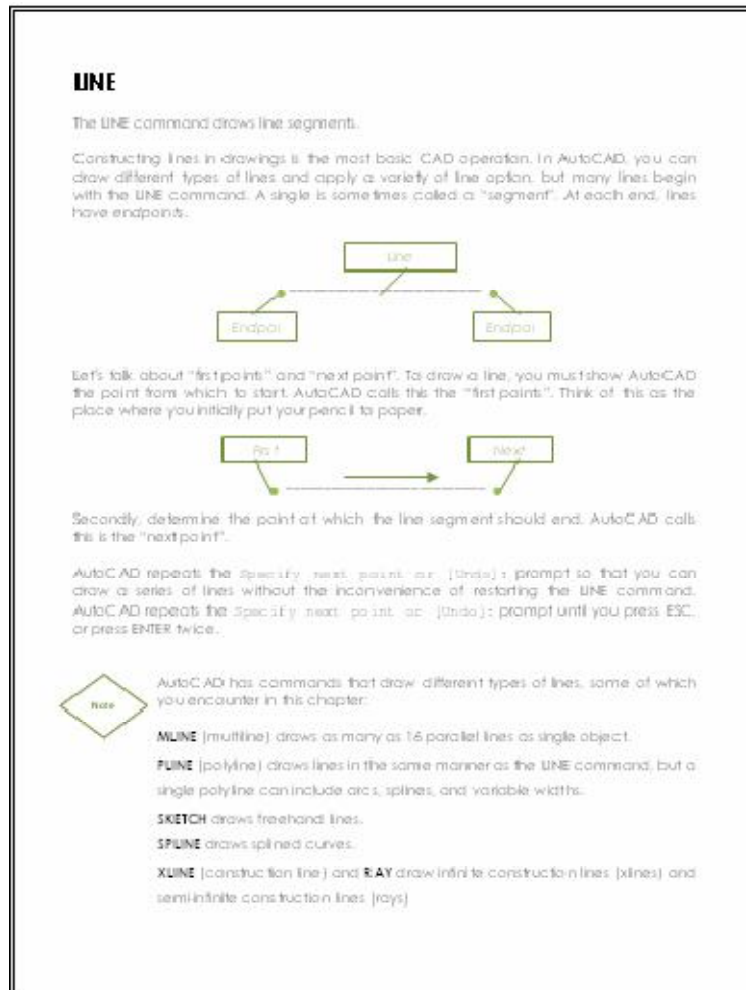 LINE
The LINE command draws line segments.
Constructing lines in drawings is the most basic CAD operation. In AutoCAD, you can
draw different types of lines and apply a variety of line option, but many lines begin
with the LINE command. A single is sometimes called a "segment". At each end, lines
have endpoints.
Line
Endpoi Endpoi
Let's talk about "first points" and "next point". To draw a line, you must show AutoCAD
the point from which to start. AutoCAD calls this the "first points". Think of this as the
place where you initially put your pencil to paper.
Next
Secondly, determine the point at which the line segment should end. AutoCAD calls
this is the "next point".
AutoCAD repeats the Specify next point or [Undo]: prompt so that you can
draw a series of lines without the inconvenience of restarting the LINE command.
AutoCAD repeats the Specify next point or [Undo]: prompt until you press ESC,
or press ENTER twice.
Note
AutoCAD has commands that draw different types of lines, some of which
you encounter in this chapter:
MLINE (multiline) draws as many as 16 parallel lines as single object.
PLINE (polyline) draws lines in the same manner as the LINE command, but a
single polyline can include arcs, splines, and variable widths.
SKETCH draws freehand lines.
SPLINE draws splined curves.
XLINE (construction line) and RAY draw infinite construction lines (xlines) and
semi-infinite construction lines (rays)